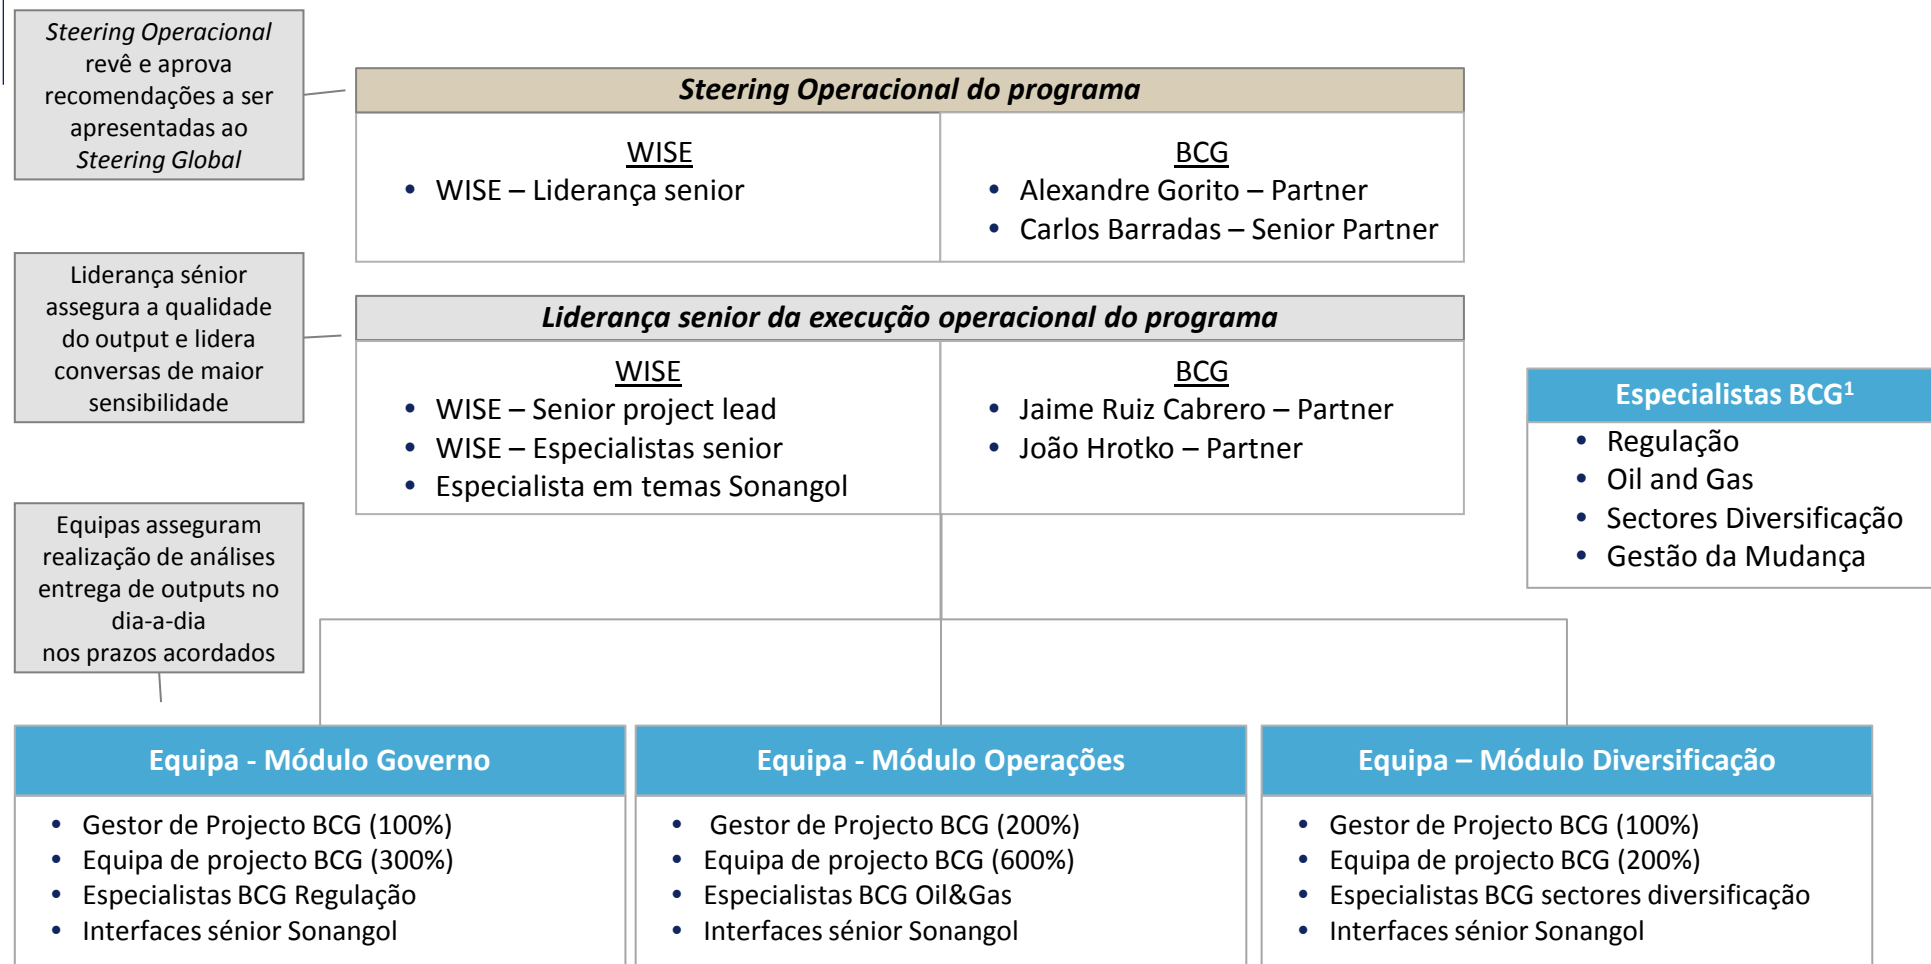 Steering Operacional
revê e aprova
recomendações a ser
apresentadas ao
Steering Global
Steering Operacional do programa
WISE
• WISE – Liderança senior
BCG
• Alexandre Gorito – Partner
• Carlos Barradas – Senior Partner
Liderança sénior
assegura a qualidade
do output e lidera
conversas de maior
sensibilidade
Liderança senior da execução operacional do programa
WISE
• WISE – Senior project lead
• WISE – Especialistas senior
• Especialista em temas Sonangol
BCG
• Jaime Ruiz Cabrero – Partner
• João Hrotko – Partner
Especialistas BCG¹
• Regulação
• Oil and Gas
• Sectores Diversificação
• Gestão da Mudança
Equipas asseguram
realização de análises
entrega de outputs no
dia-a-dia
nos prazos acordados
Equipa - Módulo Governo
• Gestor de Projecto BCG (100%)
• Equipa de projecto BCG (300%)
• Especialistas BCG Regulação
• Interfaces sénior Sonangol
Equipa - Módulo Operações
• Gestor de Projecto BCG (200%)
• Equipa de projecto BCG (600%)
• Especialistas BCG Oil&Gas
• Interfaces sénior Sonangol
Equipa – Módulo Diversificação
• Gestor de Projecto BCG (100%)
• Equipa de projecto BCG (200%)
• Especialistas BCG sectores diversificação
• Interfaces sénior Sonangol